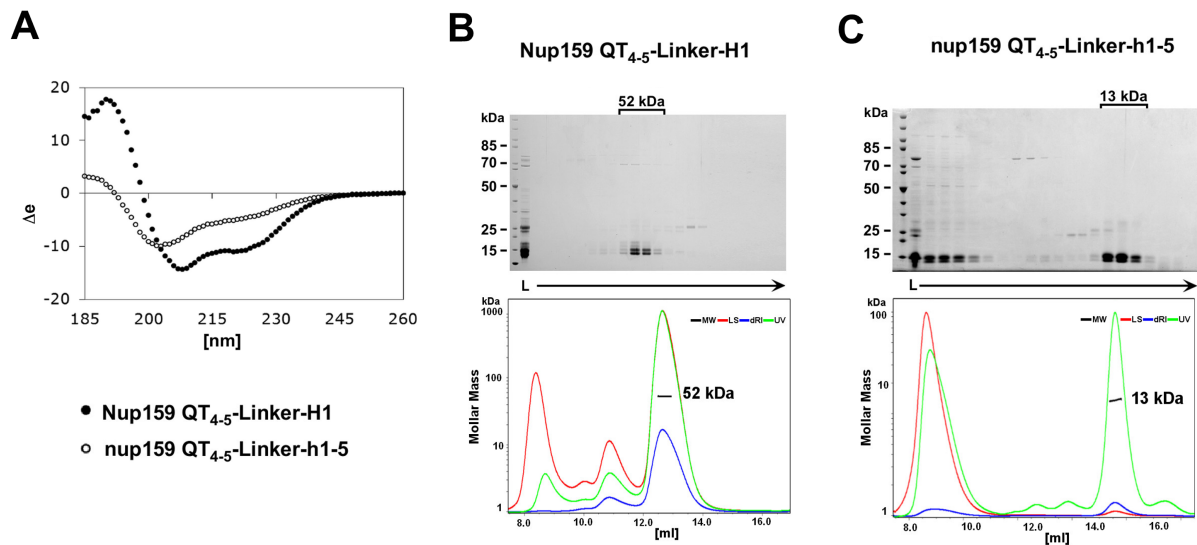 A
20
10
0
-10
-20
Δe
185 200 215 230 245 260
[nm]
Nup159 QT4-5-Linker-H1
nup159 QT4-5-Linker-h1-5
B
Nup159 QT4-5-Linker-H1
52 kDa
kDa
85
70
50
25
15
L
kDa
1000
100
10
1
Mollar Mass
MW LS dRI UV
52 kDa
8.0 10.0 12.0 14.0 16.0
[ml]
C
nup159 QT4-5-Linker-h1-5
13 kDa
kDa
85
70
50
25
15
L
kDa
100
10
1
Mollar Mass
MW LS dRI UV
13 kDa
8.0 10.0 12.0 14.0 16.0
[ml]